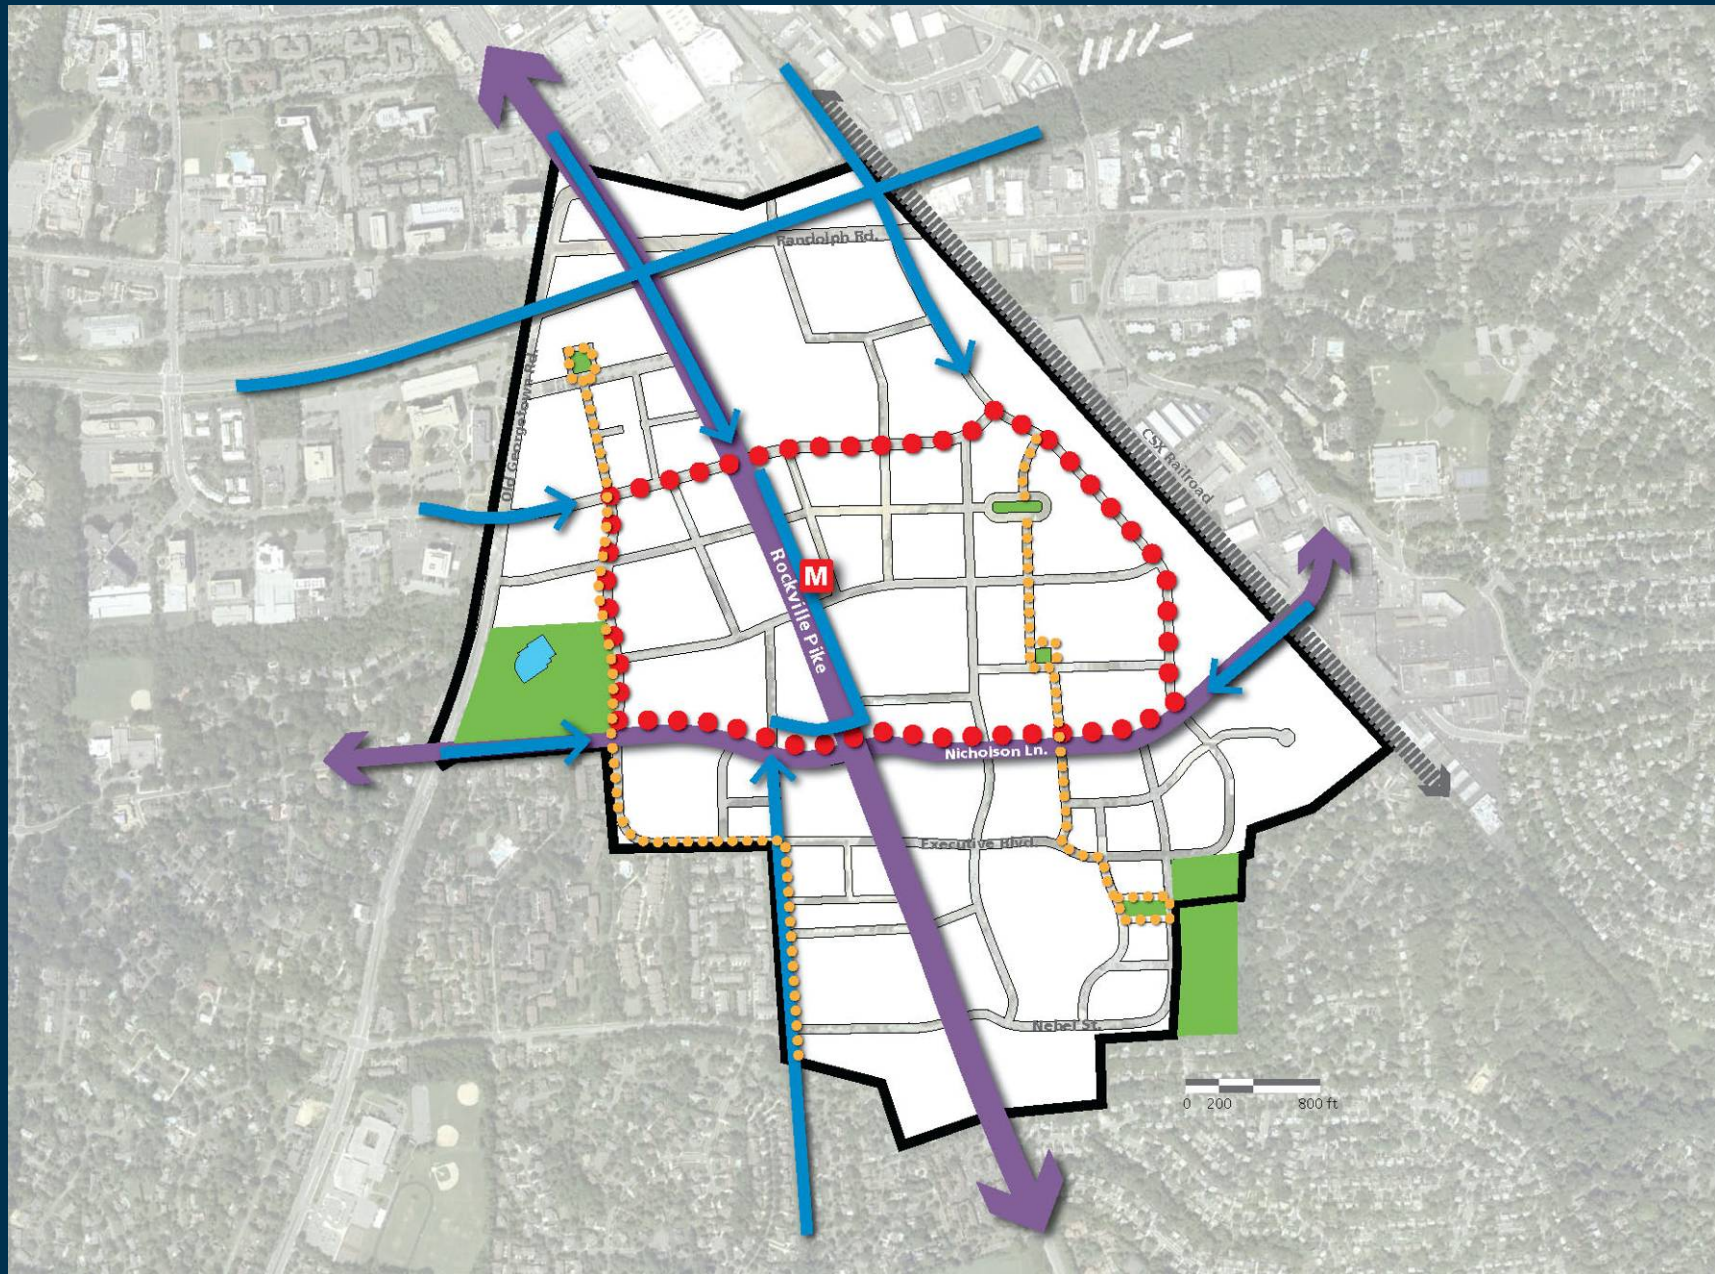 Randolph Rd.
Old Georgetown Rd.
CSX Railroad
M
Rockville Pike
Nicholson Ln.
Executive Blvd.
Nebel St.
0 200 800 ft